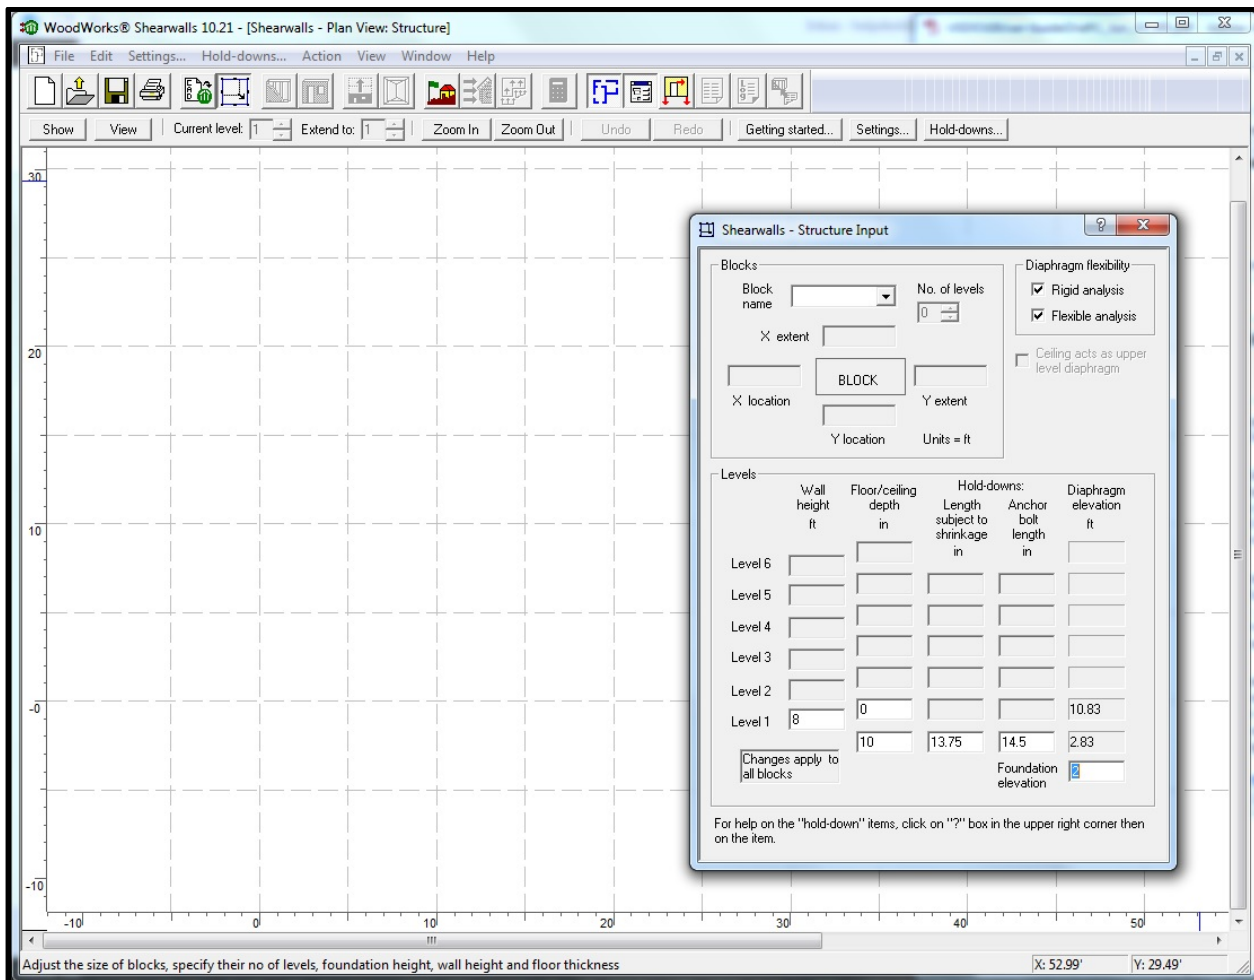 WoodWorks® Shearwalls 10.21 - [Shearwalls - Plan View: Structure]
File Edit Settings... Hold-downs... Action View Window Help
Show View Current level: 1 Extend to: 1 Zoom In Zoom Out Undo Redo Getting started... Settings... Hold-downs...
30
20
10
-0
-10
-10 0 10 20 30 40 50
Shearwalls - Structure Input
Blocks
Block name
No. of levels
0
X extent
BLOCK
X location
Y extent
Y location
Units = ft
Diaphragm flexibility
Rigid analysis
Flexible analysis
Ceiling acts as upper
level diaphragm
Levels
Wall height ft
Floor/ceiling depth in
Hold-downs:
Length subject to shrinkage in
Anchor bolt length in
Diaphragm elevation ft
Level 6
Level 5
Level 4
Level 3
Level 2
Level 1 8 0 10.83
10 13.75 14.5 2.83
Changes apply to
all blocks
Foundation
elevation
2
For help on the "hold-down" items, click on "?" box in the upper right corner then
on the item.
Adjust the size of blocks, specify their no of levels, foundation height, wall height and floor thickness
X: 52.99' Y: 29.49'